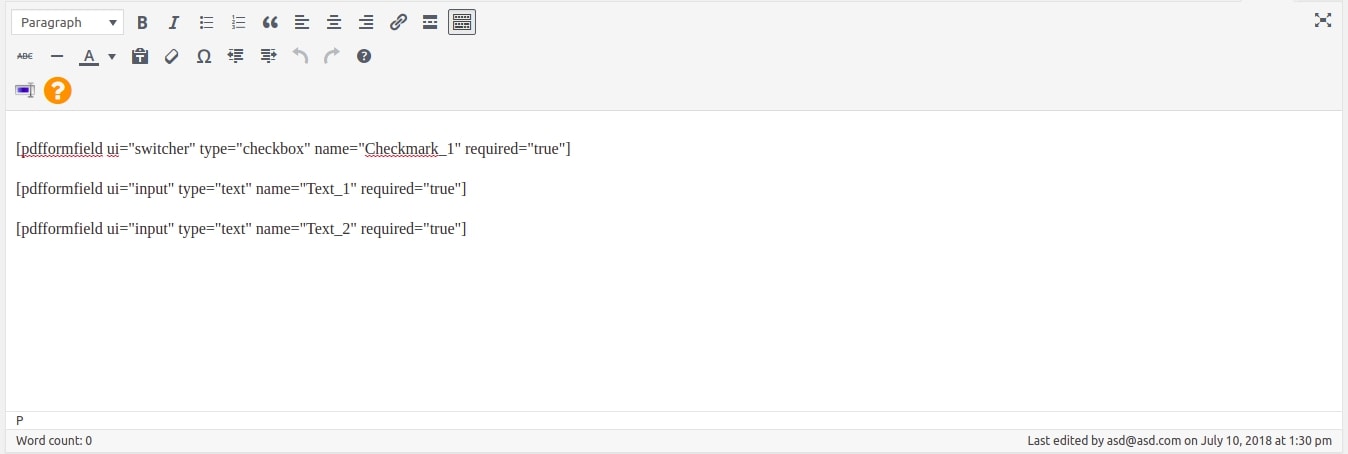 Paragraph
ABC
A
[pdfformfield ui="switcher" type="checkbox" name="Checkmark_1" required="true"]
[pdfformfield ui="input" type="text" name="Text_1" required="true"]
[pdfformfield ui="input" type="text" name="Text_2" required="true"]
P
Word count: 0 Last edited by asd@asd.com on July 10, 2018 at 1:30 pm